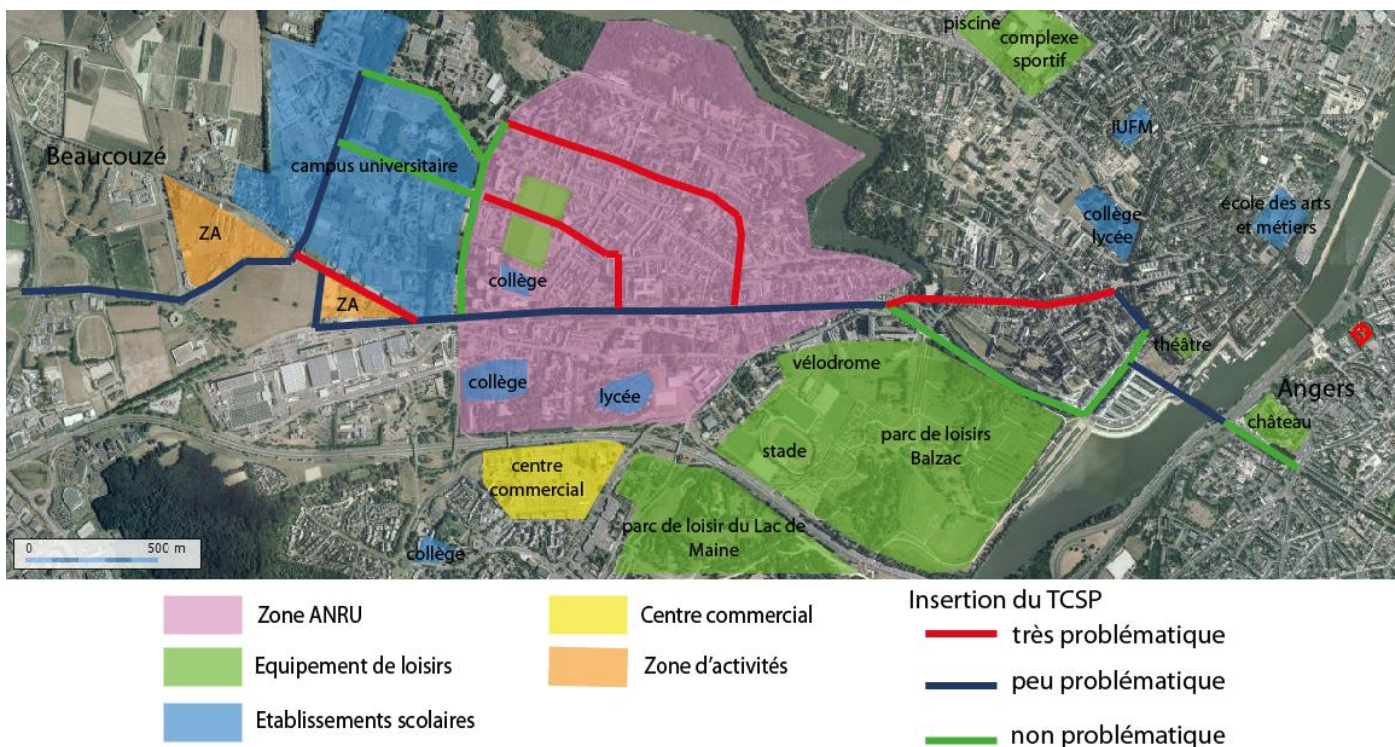 piscine
complexe
sportif
IUFM
Beaucouzé
campus universitaire
collège
lycée
école des arts
et métiers
ZA
collège
ZA
théâtre
vélodrome
Angers
collège
lycée
château
parc de loisirs
Balzac
stade
centre
commercial
parc de loisir du Lac de
Maine
collège
0 500 m
Zone ANRU
Equipement de loisirs
Etablissements scolaires
Centre commercial
Zone d'activités
Insertion du TCSP
très problématique
peu problématique
non problématique